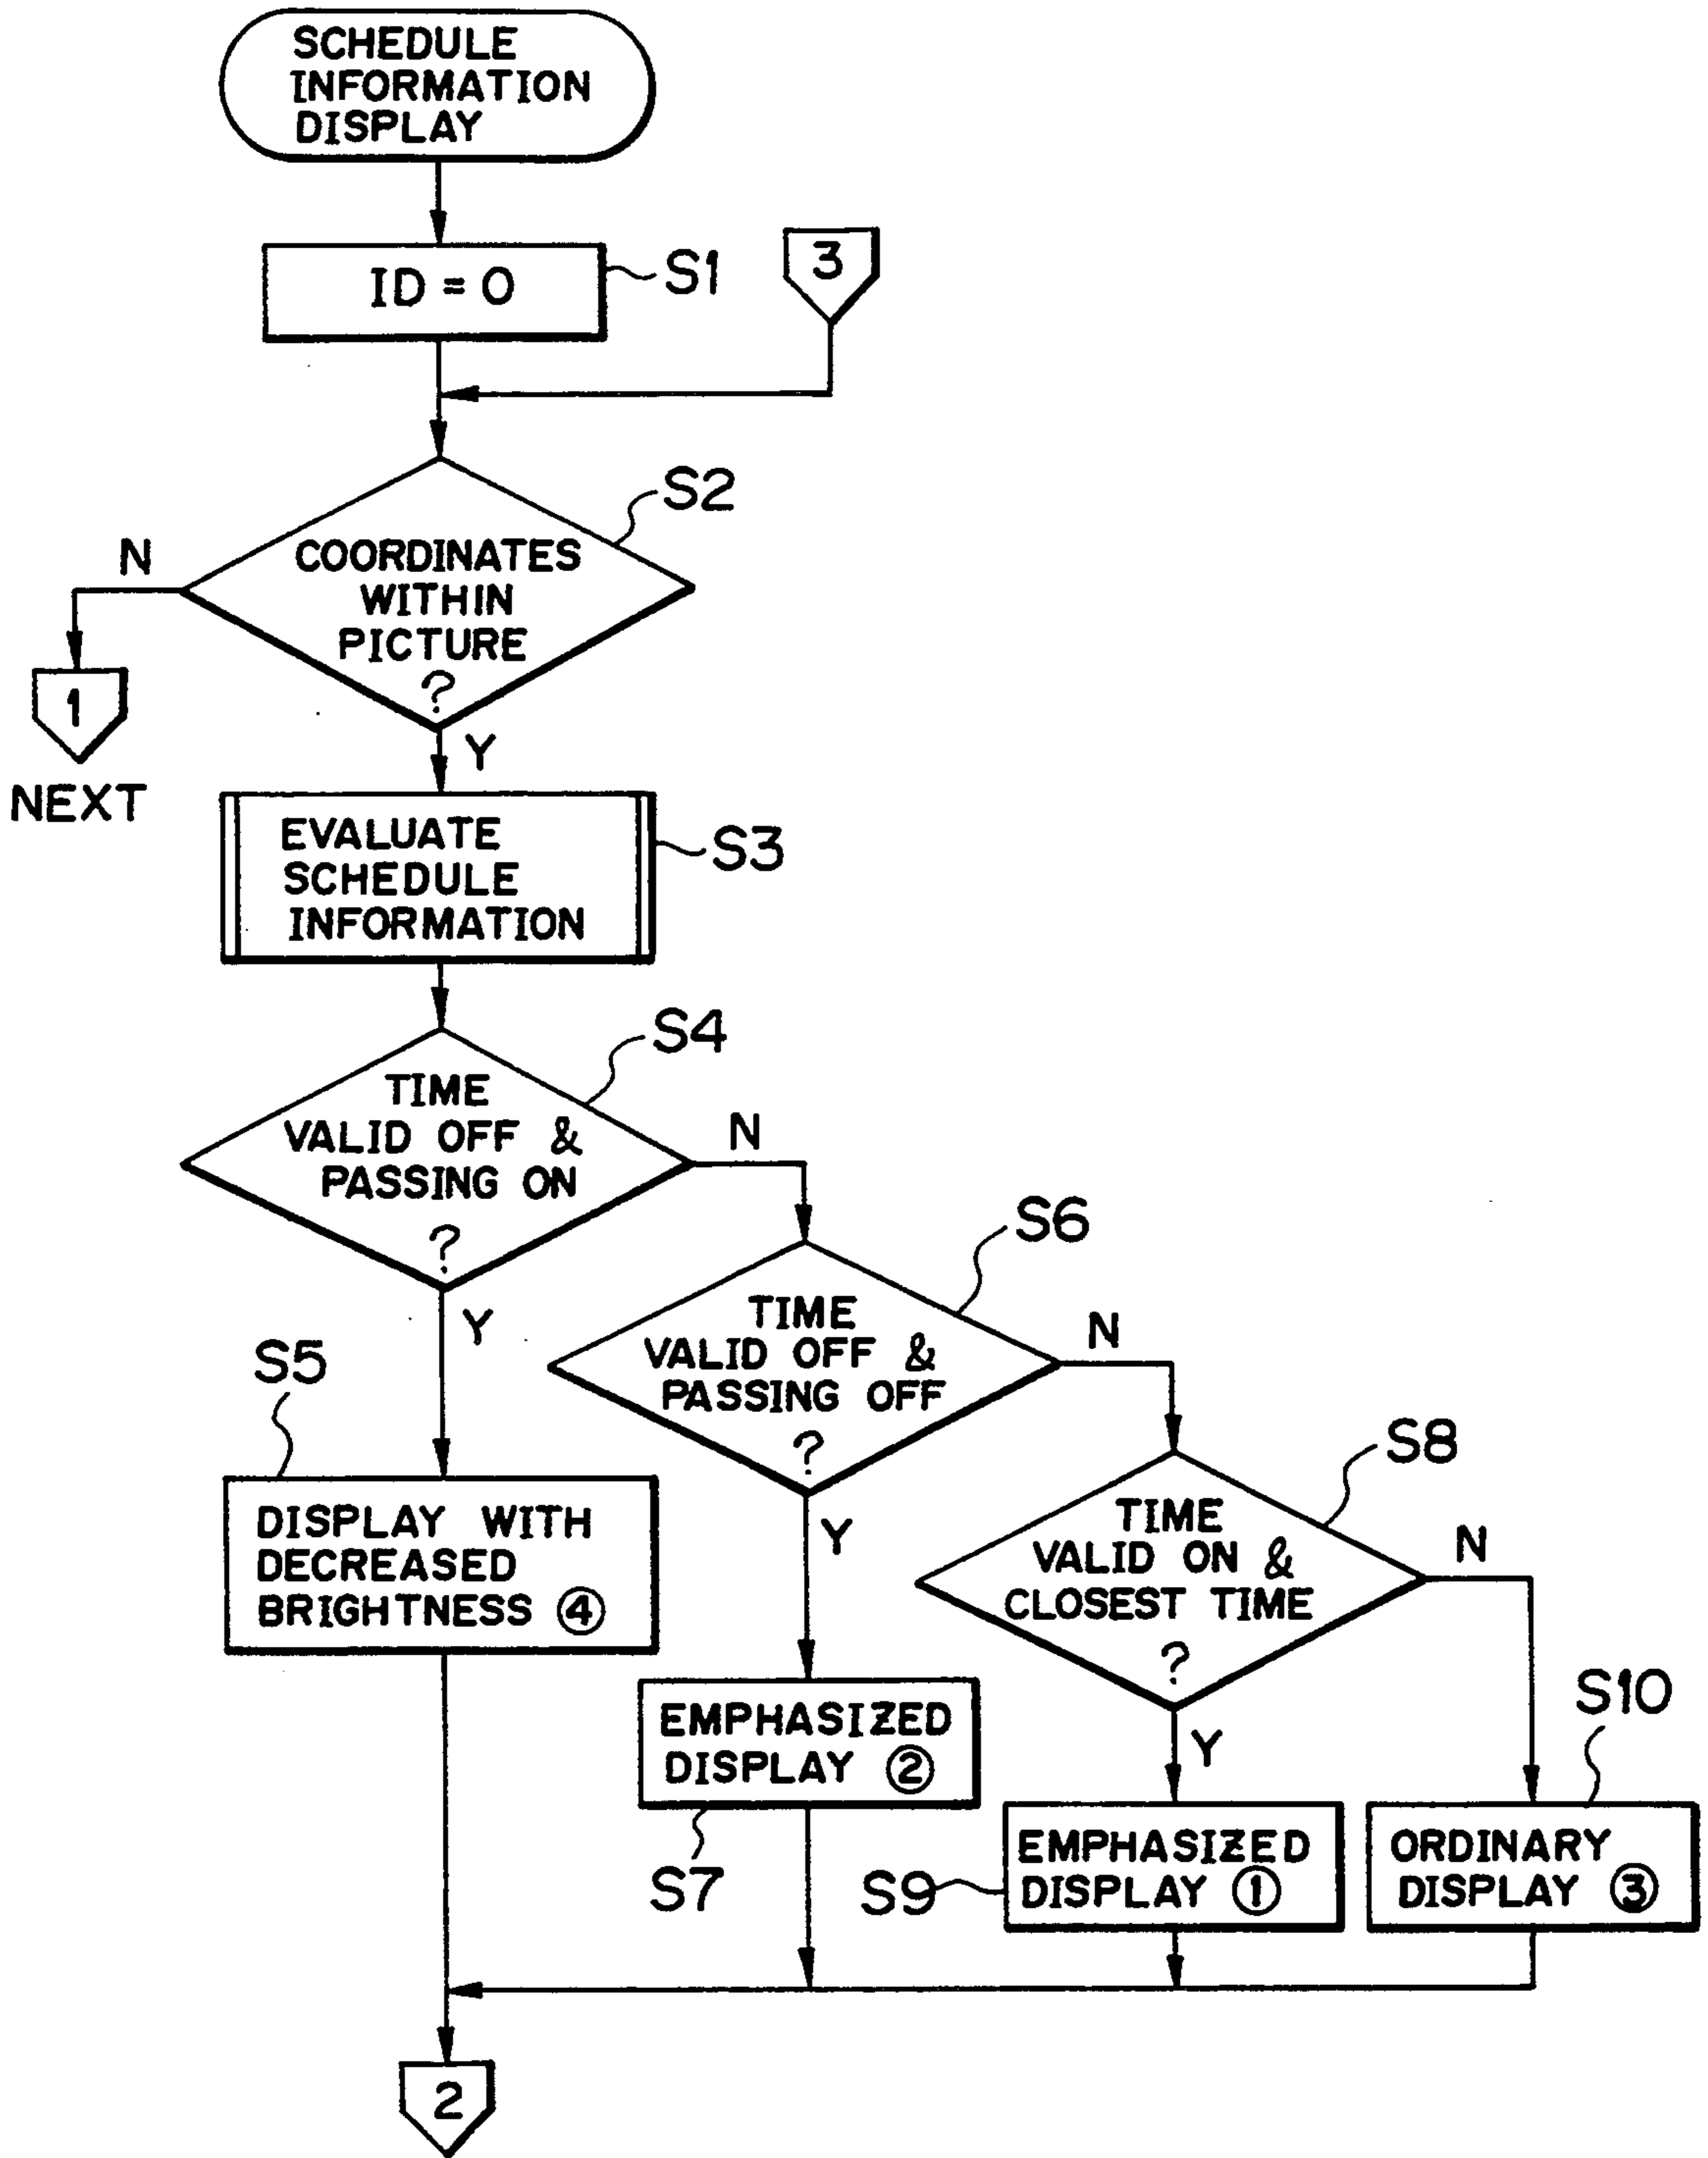 SCHEDULE
INFORMATION
DISPLAY
ID = 0
S1
3
S2
N
COORDINATES
WITHIN
PICTURE
?
1
NEXT
Y
EVALUATE
SCHEDULE
INFORMATION
S3
S4
TIME
VALID OFF &
PASSING ON
?
N
Y
S6
TIME
VALID OFF &
PASSING OFF
?
N
Y
S5
DISPLAY WITH
DECREASED
BRIGHTNESS ④
S8
TIME
VALID ON &
CLOSEST TIME
?
N
Y
EMPHASIZED
DISPLAY ②
S7
S9
EMPHASIZED
DISPLAY ①
S10
ORDINARY
DISPLAY ③
2